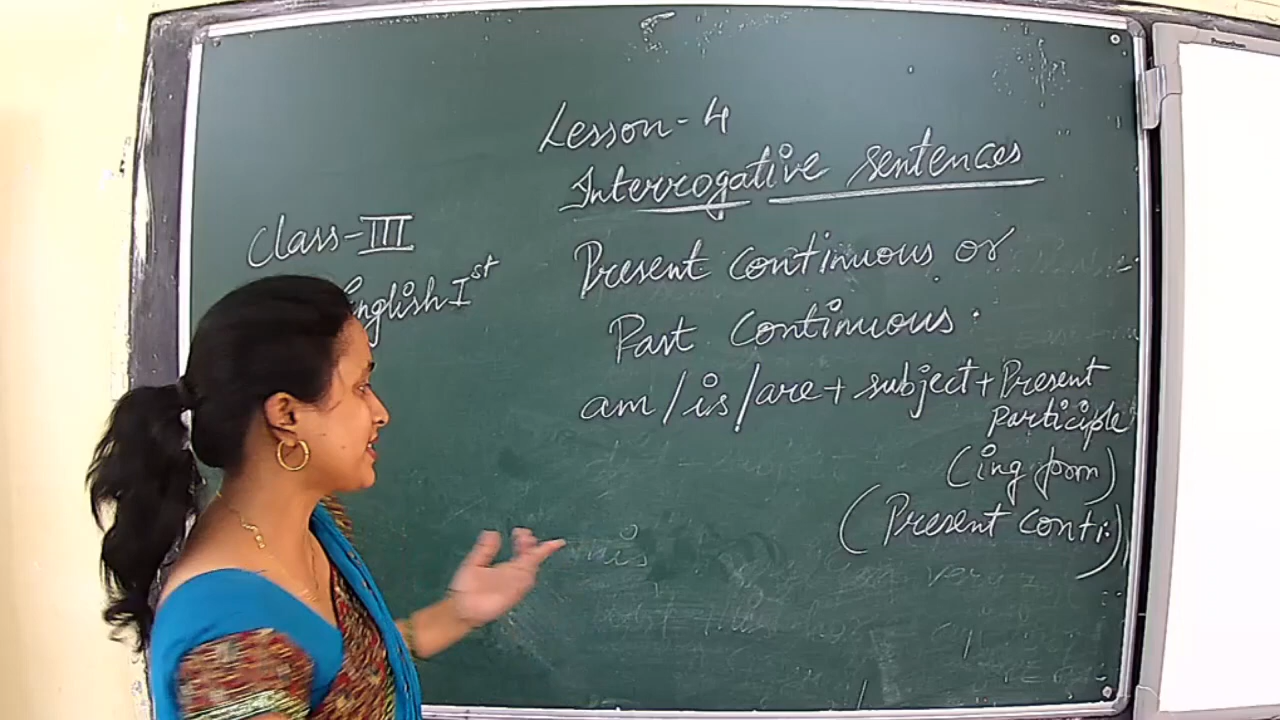 Lesson-4
Interrogative sentences
Class-III
English Ist
Present continuous or
Past continuous.
am/is/are + subject + Present
participle
(ing form)
(Present conti:)
Promethean